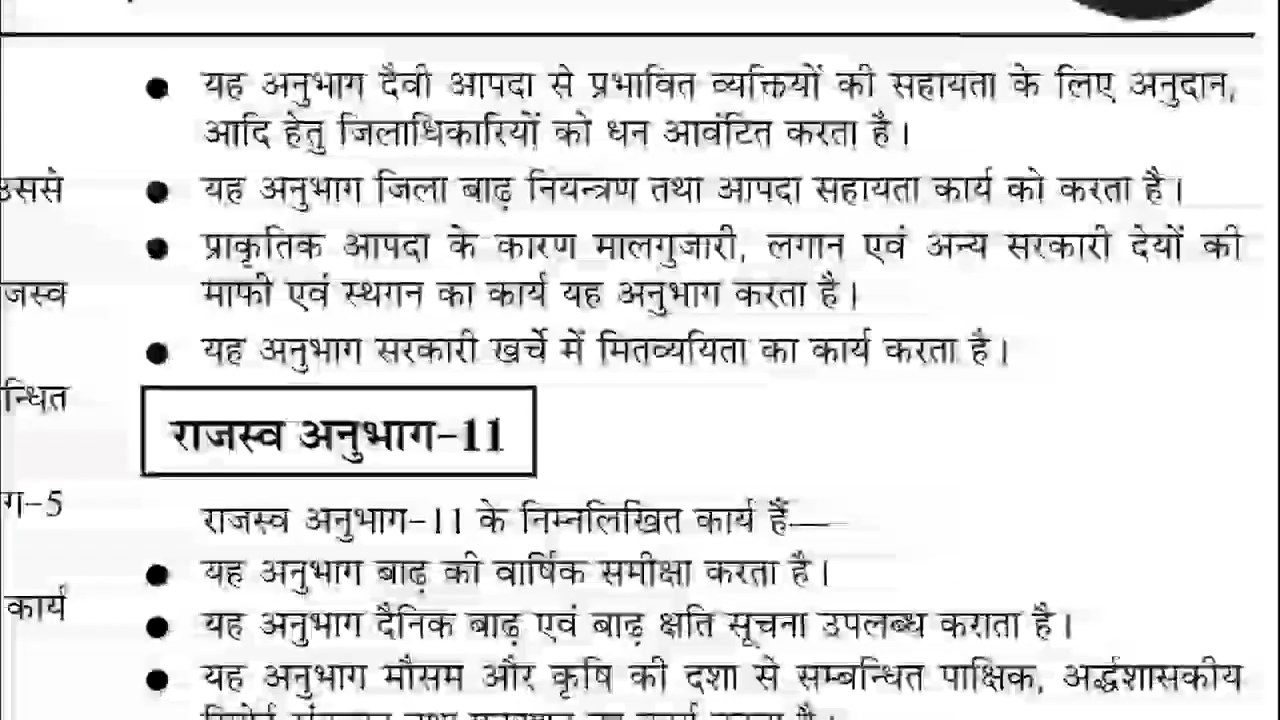 यह अनुभाग दैवी आपदा से प्रभावित व्यक्तियों की सहायता के लिए अनुदान,
आदि हेतु जिलाधिकारियों को धन आवंटित करता है।
उससे
● यह अनुभाग जिला बाढ़ नियन्त्रण तथा आपदा सहायता कार्य को करता है।
● प्राकृतिक आपदा के कारण मालगुजारी, लगान एवं अन्य सरकारी देयों की
जस्व
माफी एवं स्थगन का कार्य यह अनुभाग करता है।
● यह अनुभाग सरकारी खर्चे में मितव्ययिता का कार्य करता है।
न्धित
राजस्व अनुभाग-11
ग-5
राजस्व अनुभाग-11 के निम्नलिखित कार्य हैं—
● यह अनुभाग बाढ़ की वार्षिक समीक्षा करता है।
कार्य
● यह अनुभाग दैनिक बाढ़ एवं बाढ़ क्षति सूचना उपलब्ध कराता है।
● यह अनुभाग मौसम और कृषि की दशा से सम्बन्धित पाक्षिक, अर्द्धशासकीय